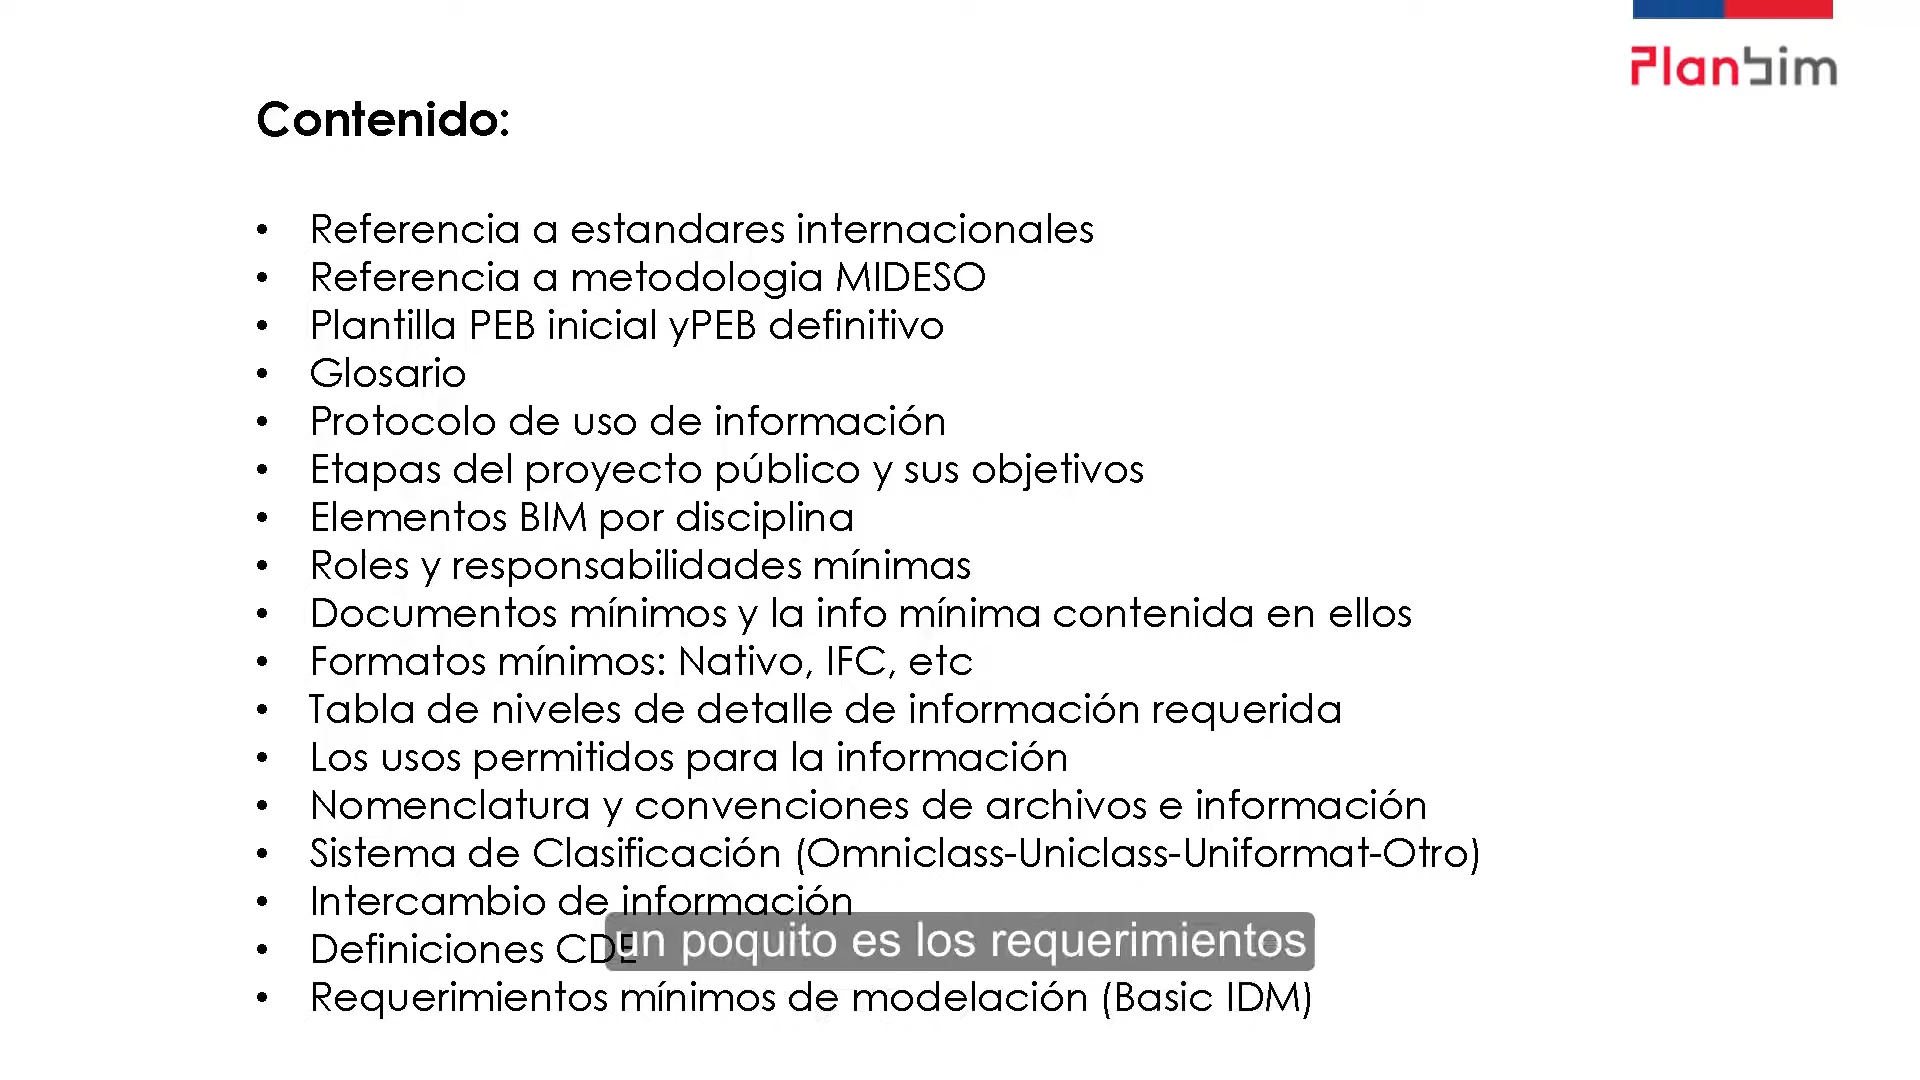 Planbim
Contenido:
• Referencia a estandares internacionales
• Referencia a metodologia MIDESO
• Plantilla PEB inicial yPEB definitivo
• Glosario
• Protocolo de uso de información
• Etapas del proyecto público y sus objetivos
• Elementos BIM por disciplina
• Roles y responsabilidades mínimas
• Documentos mínimos y la info mínima contenida en ellos
• Formatos mínimos: Nativo, IFC, etc
• Tabla de niveles de detalle de información requerida
• Los usos permitidos para la información
• Nomenclatura y convenciones de archivos e información
• Sistema de Clasificación (Omniclass-Uniclass-Uniformat-Otro)
• Intercambio de información
• Definiciones CDE
un poquito es los requerimientos
• Requerimientos mínimos de modelación (Basic IDM)